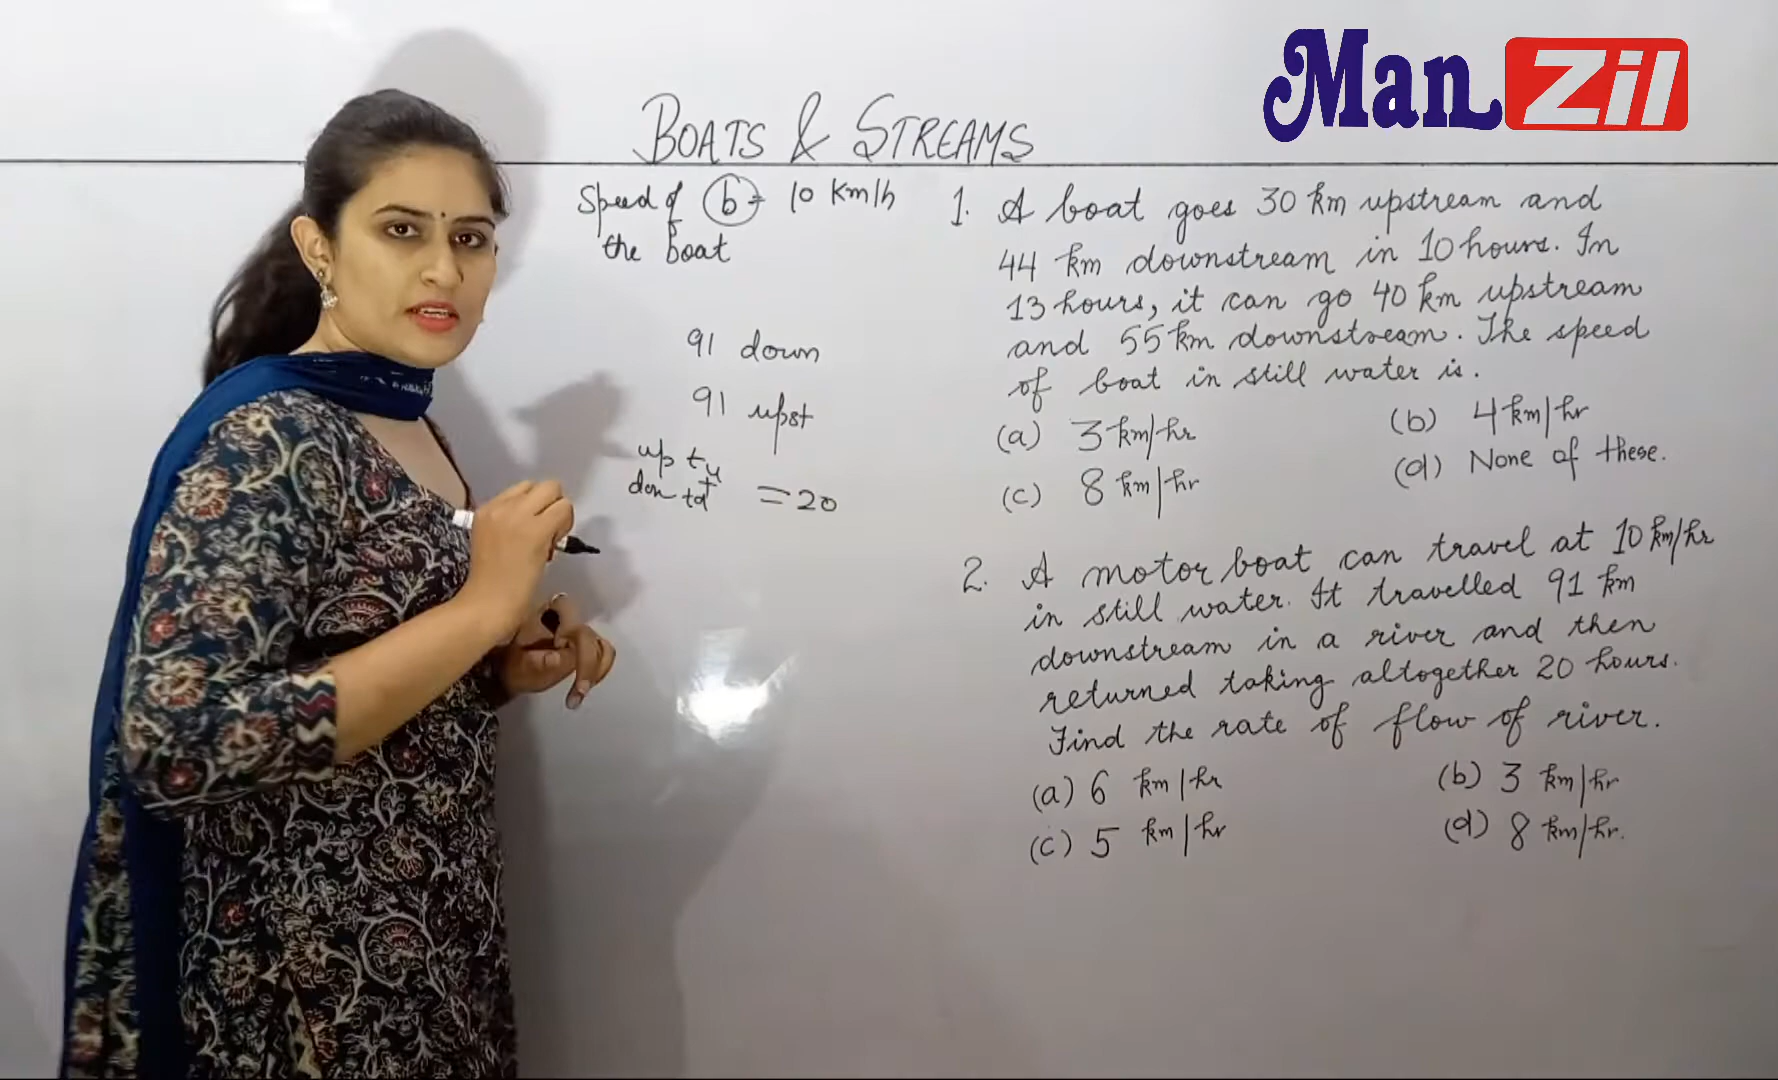 Man Zil
BOATS & STREAMS
Speed of b = 10 km/h
the boat
91 down
91 upst
up tu
don td = 20
1. A boat goes 30 km upstream and
44 km downstream in 10 hours. In
13 hours, it can go 40 km upstream
and 55 km downstream. The speed
of boat in still water is.
(a) 3 km/hr (b) 4 km/hr
(c) 8 km/hr (d) None of these.
2. A motor boat can travel at 10 km/hr
in still water. It travelled 91 km
downstream in a river and then
returned taking altogether 20 hours.
Find the rate of flow of river.
(a) 6 km/hr (b) 3 km/hr
(c) 5 km/hr (d) 8 km/hr.